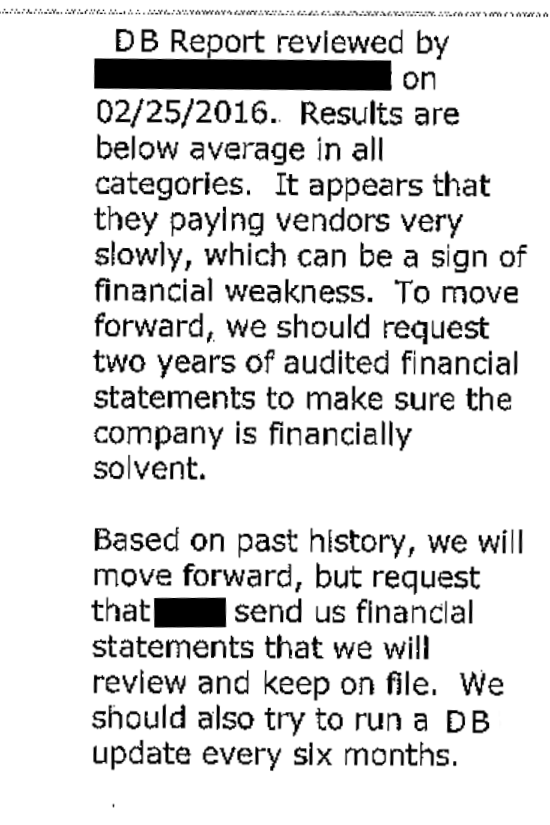 DB Report reviewed by
on
02/25/2016. Results are
below average in all
categories. It appears that
they paying vendors very
slowly, which can be a sign of
financial weakness. To move
forward, we should request
two years of audited financial
statements to make sure the
company is financially
solvent.
Based on past history, we will
move forward, but request
that send us financial
statements that we will
review and keep on file. We
should also try to run a DB
update every six months.